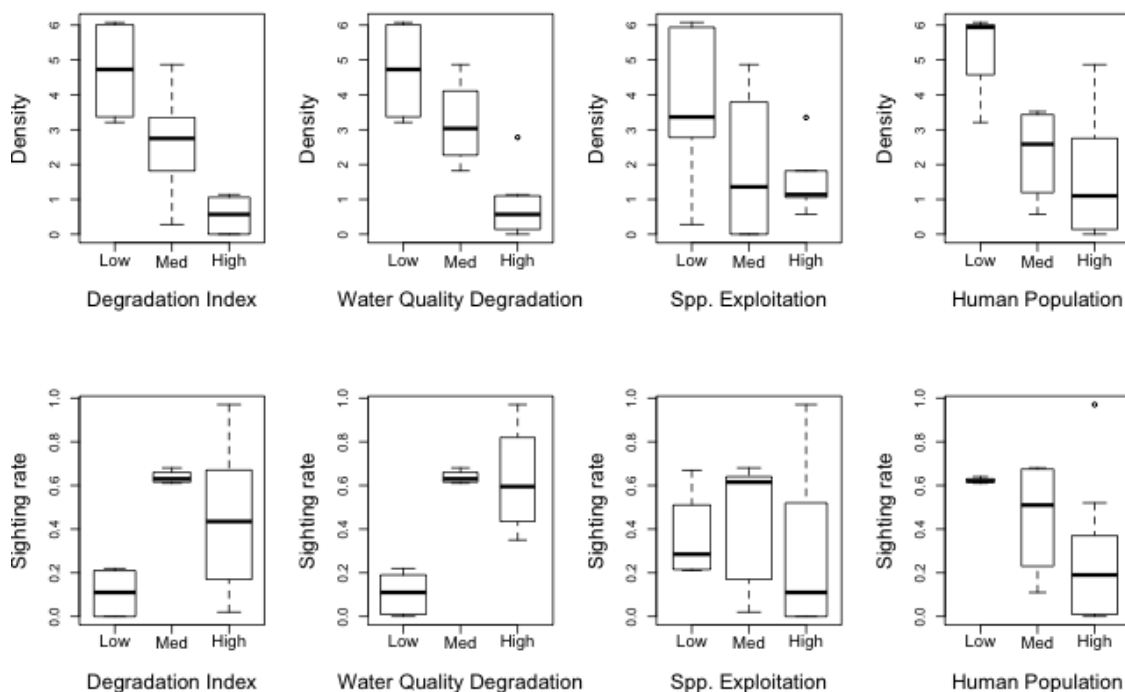 Density
6
5
4
3
2
1
0
Low Med High
Degradation Index
Density
6
5
4
3
2
1
0
Low Med High
Water Quality Degradation
Density
6
5
4
3
2
1
0
Low Med High
Spp. Exploitation
Density
6
5
4
3
2
1
0
Low Med High
Human Population
Sighting rate
1.0
0.8
0.6
0.4
0.2
0.0
Low Med High
Degradation Index
Sighting rate
1.0
0.8
0.6
0.4
0.2
0.0
Low Med High
Water Quality Degradation
Sighting rate
1.0
0.8
0.6
0.4
0.2
0.0
Low Med High
Spp. Exploitation
Sighting rate
1.0
0.8
0.6
0.4
0.2
0.0
Low Med High
Human Population